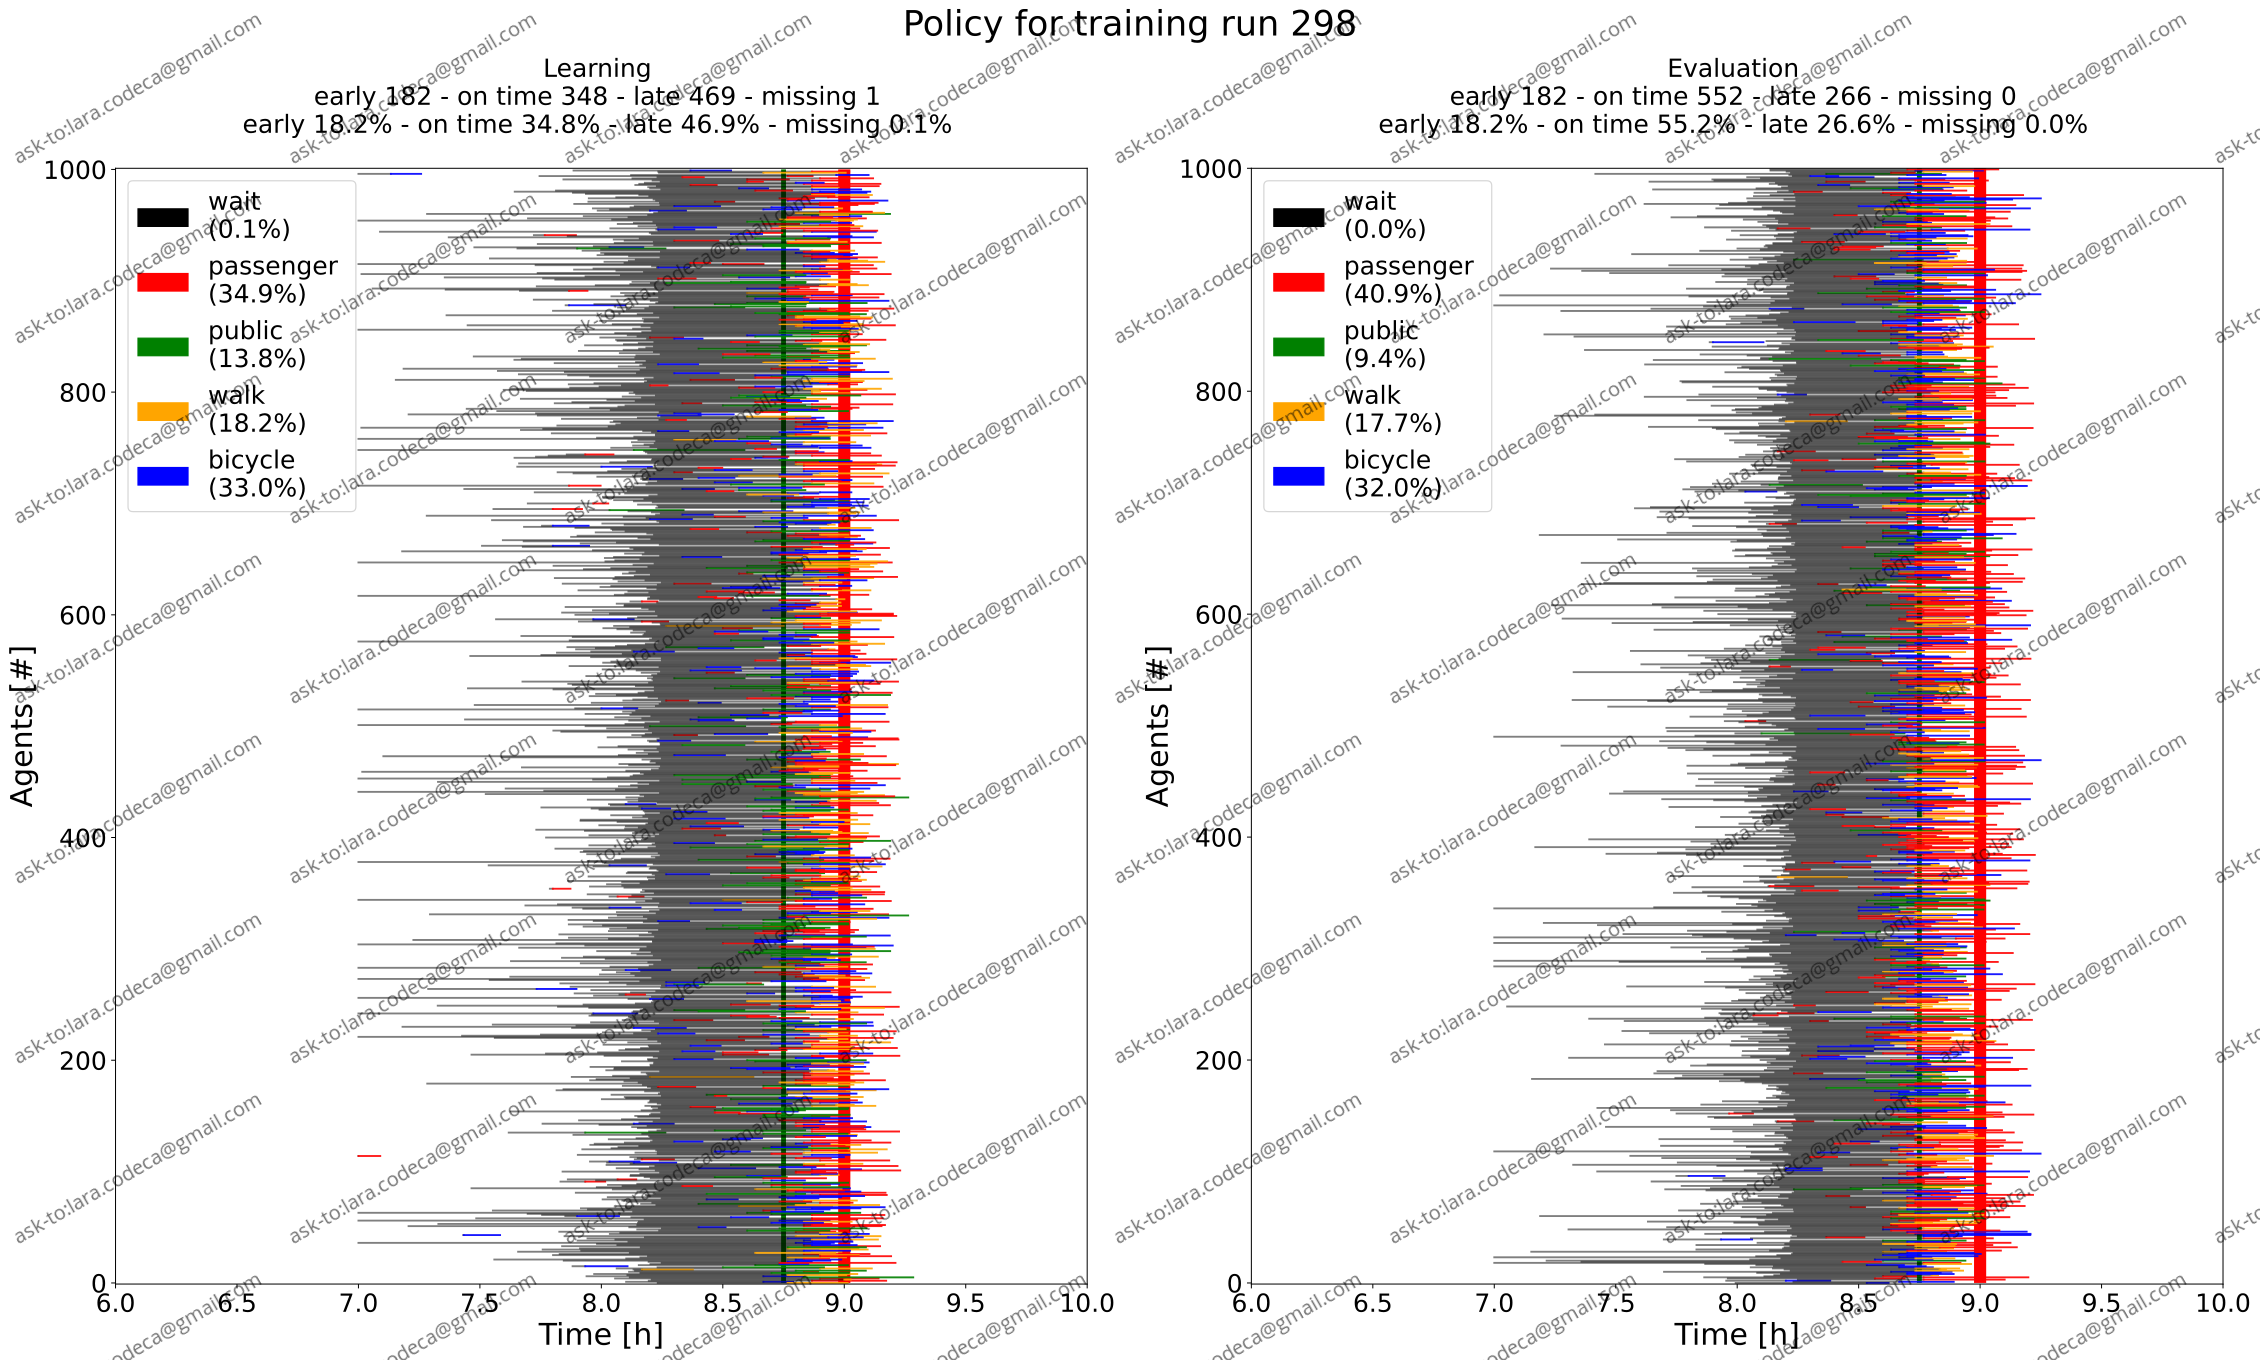 Policy for training run 298
Learning
early 182 - on time 348 - late 469 - missing 1
early 18.2% - on time 34.8% - late 46.9% - missing 0.1%
1000
800
600
400
200
0
Agents [#]
wait
(0.1%)
passenger
(34.9%)
public
(13.8%)
walk
(18.2%)
bicycle
(33.0%)
6.0 6.5 7.0 7.5 8.0 8.5 9.0 9.5 10.0
Time [h]
Evaluation
early 182 - on time 552 - late 266 - missing 0
early 18.2% - on time 55.2% - late 26.6% - missing 0.0%
1000
800
600
400
200
0
Agents [#]
wait
(0.0%)
passenger
(40.9%)
public
(9.4%)
walk
(17.7%)
bicycle
(32.0%)
6.0 6.5 7.0 7.5 8.0 8.5 9.0 9.5 10.0
Time [h]
ask-to:lara.codeca@gmail.com